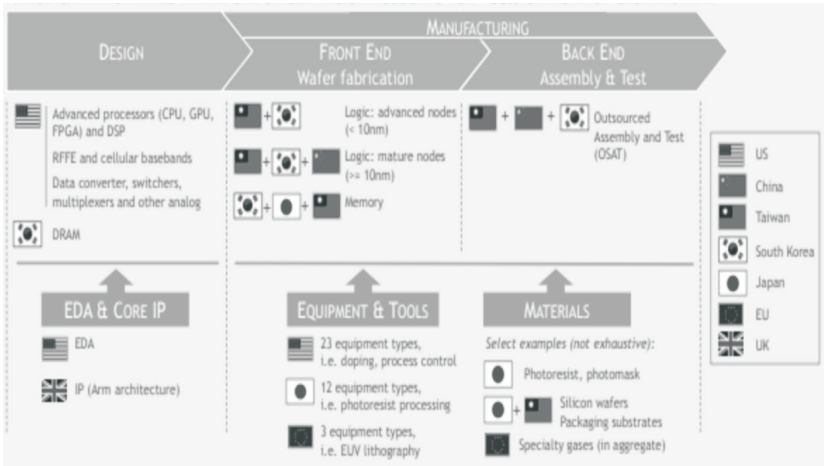 MANUFACTURING
DESIGN
FRONT END
Wafer fabrication
BACK END
Assembly & Test
Advanced processors (CPU, GPU,
FPGA) and DSP
RFFE and cellular basebands
Data converter, switchers,
multiplexers and other analog
DRAM
+
Logic: advanced nodes
(< 10nm)
+ +
Logic: mature nodes
(>= 10nm)
+ +
Memory
+ +
Outsourced
Assembly and Test
(OSAT)
US
China
Taiwan
South Korea
Japan
EU
UK
EDA & CORE IP
EDA
IP (Arm architecture)
EQUIPMENT & TOOLS
23 equipment types,
i.e. doping, process control
12 equipment types,
i.e. photoresist processing
3 equipment types,
i.e. EUV lithography
MATERIALS
Select examples (not exhaustive):
Photoresist, photomask
+
Silicon wafers
Packaging substrates
Specialty gases (in aggregate)